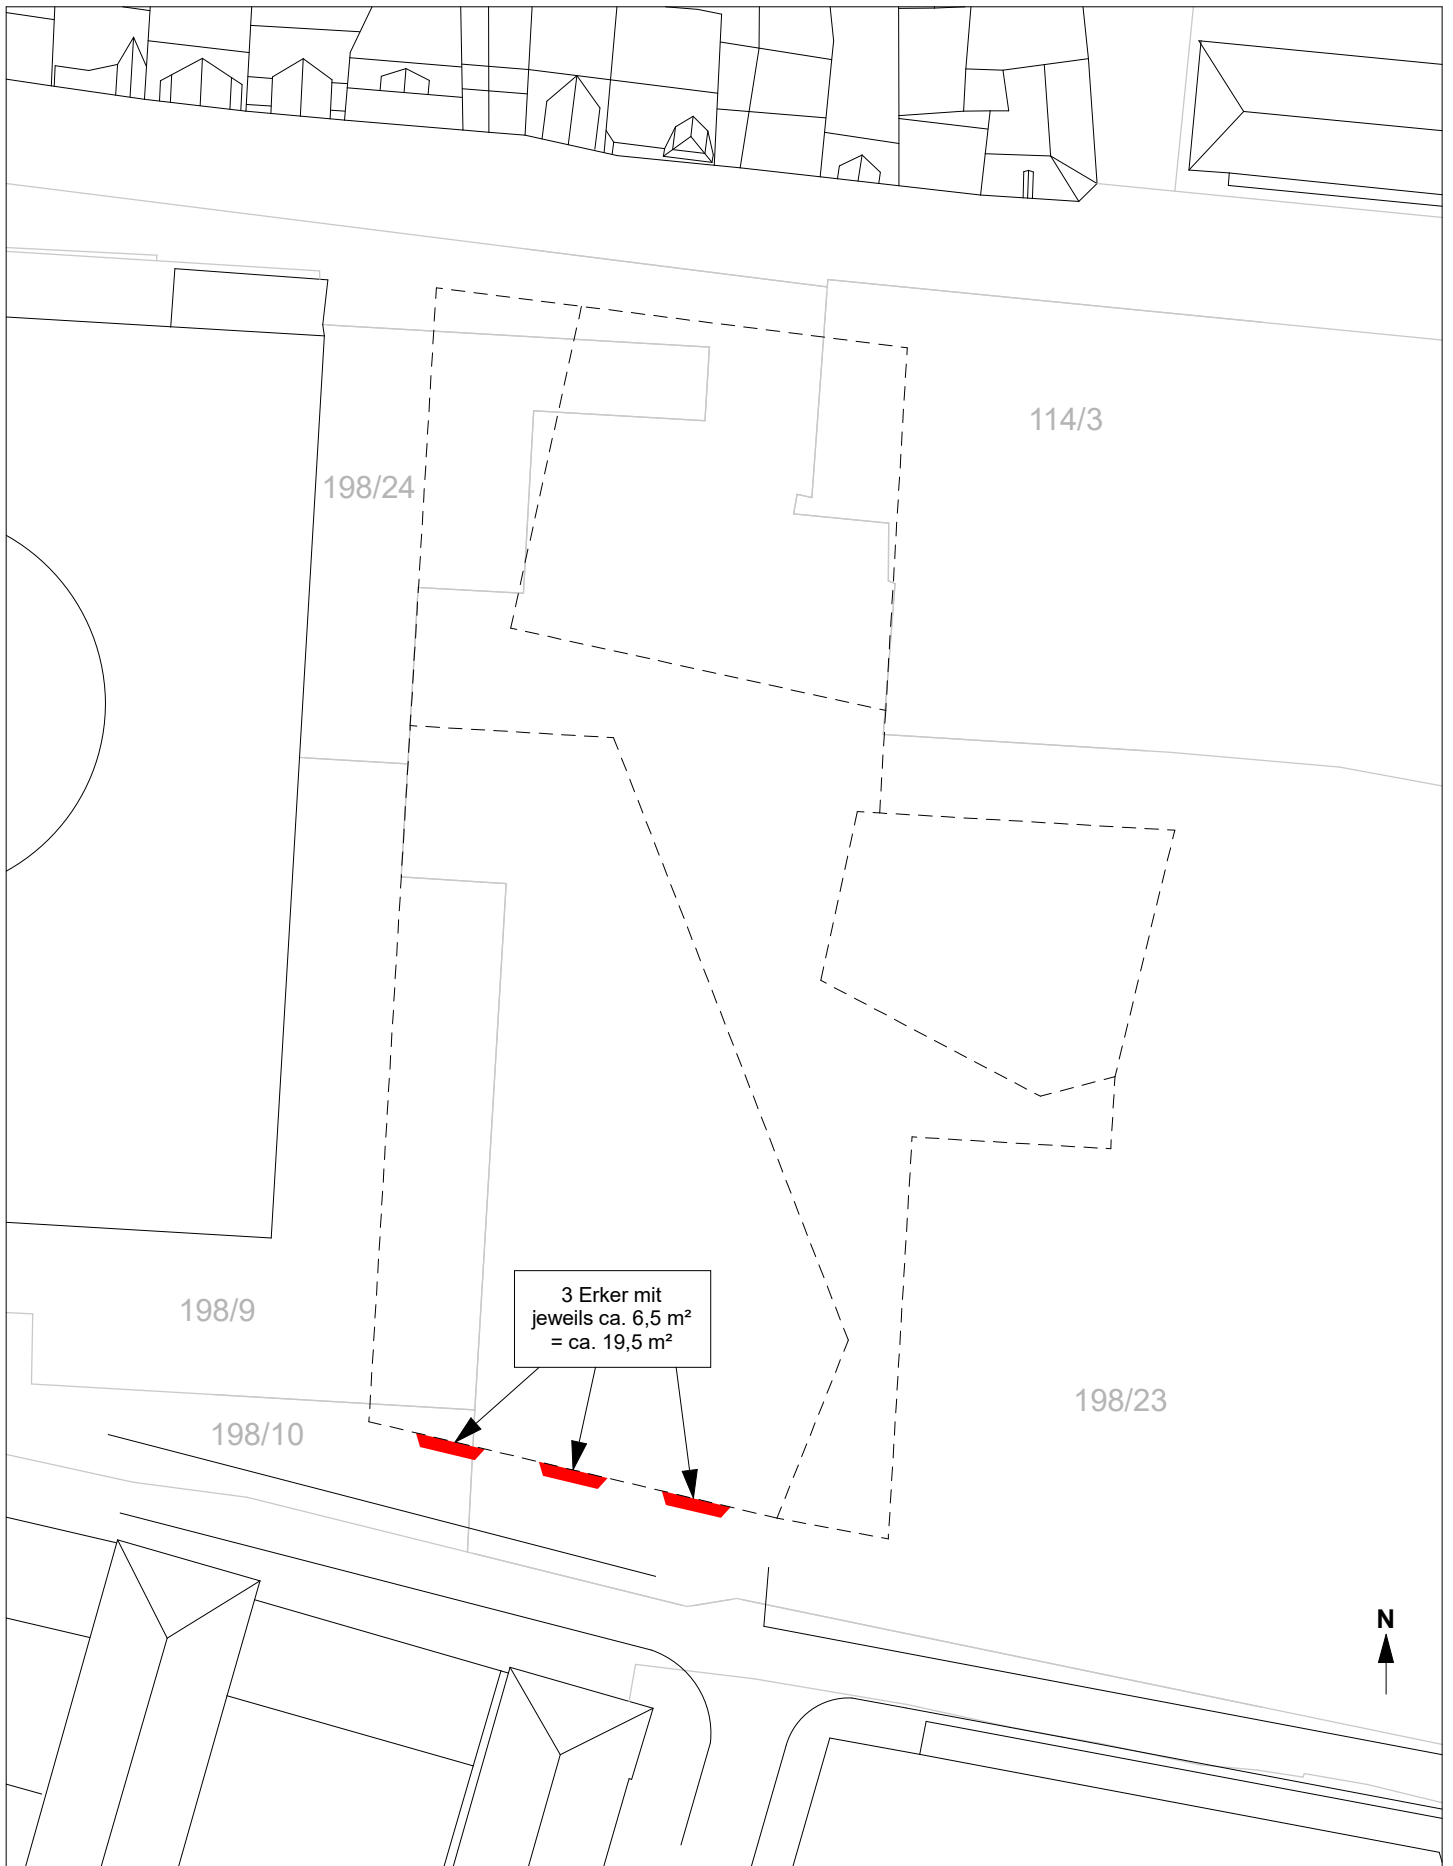 114/3
198/24
3 Erker mit
jeweils ca. 6,5 m²
= ca. 19,5 m²
198/9
198/23
198/10
N